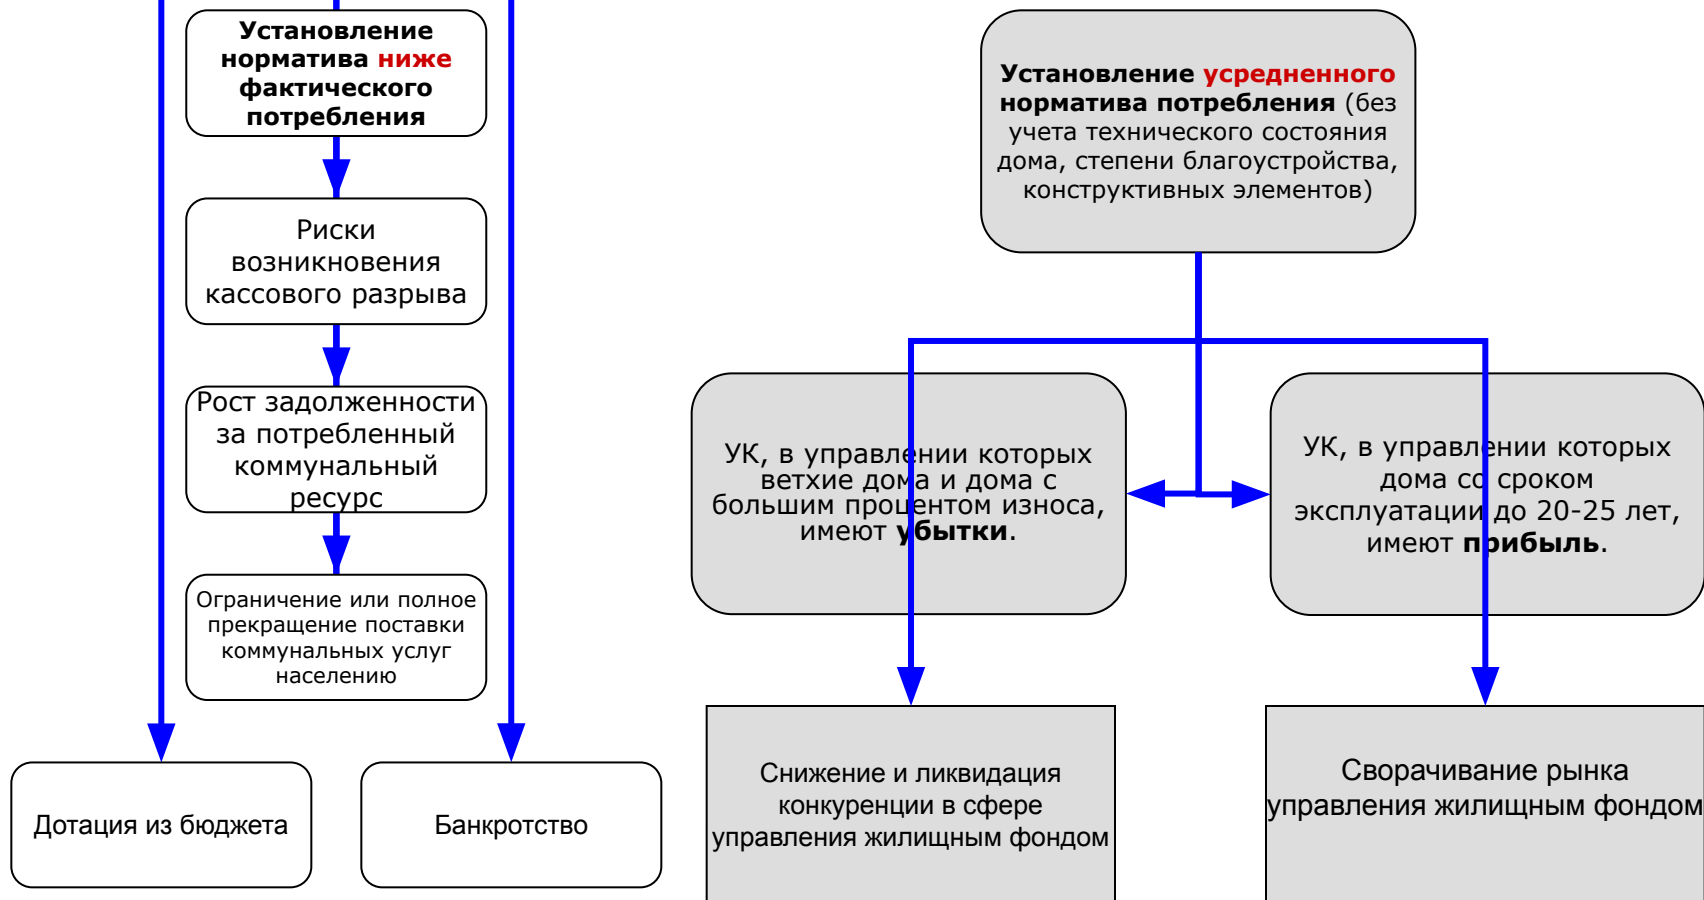 Установление
норматива ниже
фактического
потребления
Риски
возникновения
кассового разрыва
Рост задолженности
за потребленный
коммунальный
ресурс
Ограничение или полное
прекращение поставки
коммунальных услуг
населению
Дотация из бюджета
Банкротство
Установление усредненного
норматива потребления (без
учета технического состояния
дома, степени благоустройства,
конструктивных элементов)
УК, в управлении которых
ветхие дома и дома с
большим процентом износа,
имеют убытки.
УК, в управлении которых
дома со сроком
эксплуатации до 20-25 лет,
имеют прибыль.
Снижение и ликвидация
конкуренции в сфере
управления жилищным фондом
Сворачивание рынка
управления жилищным фондом